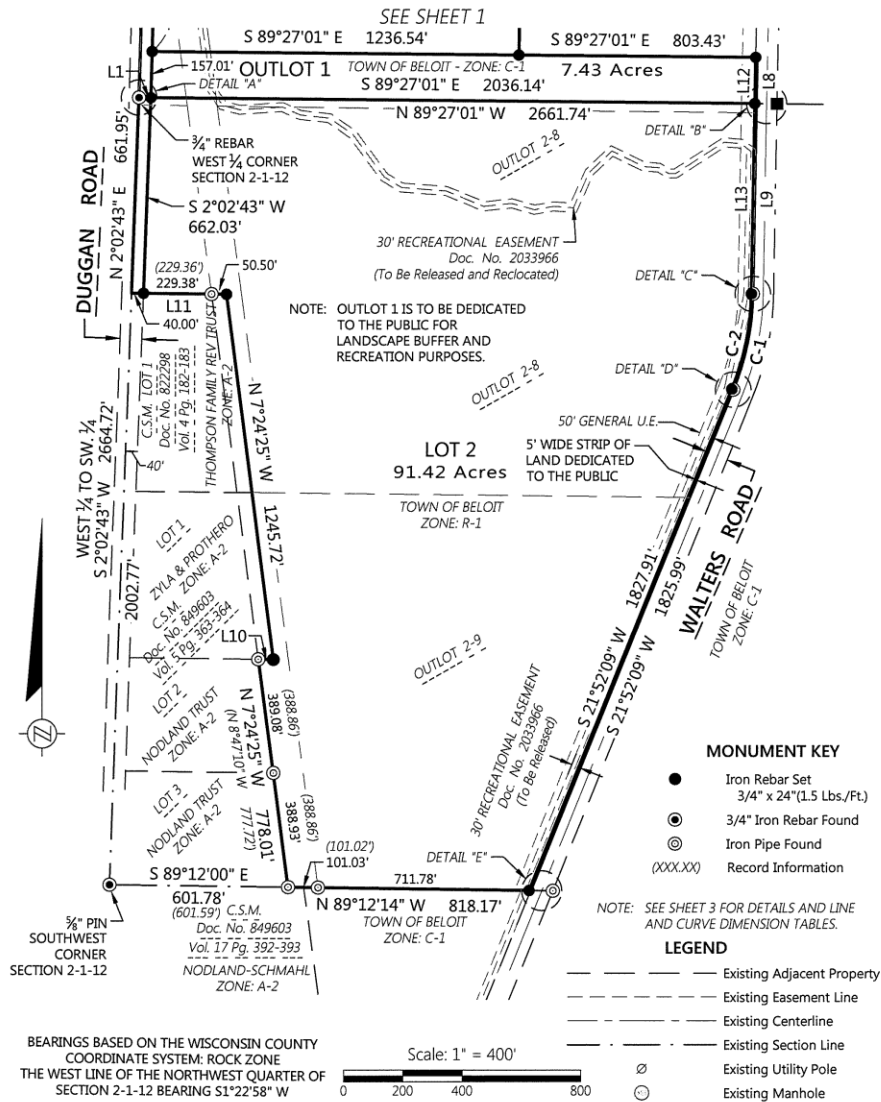 SEE SHEET 1
S 89°27'01" E 1236.54'
S 89°27'01" E 803.43'
L1
157.01'
OUTLOT 1
TOWN OF BELOIT - ZONE: C-1
7.43 Acres
L12
L8
DETAIL "A"
S 89°27'01" E 2036.14'
N 89°27'01" W 2661.74'
DETAIL "B"
661.95'
N 2°02'43" E
3/4" REBAR
WEST 1/4 CORNER
SECTION 2-1-12
OUTLOT 2-8
L13
L9
DUGGAN ROAD
S 2°02'43" W
662.03'
30' RECREATIONAL EASEMENT
Doc. No. 2033966
(To Be Released and Reclocated)
(229.36')
229.38'
50.50'
DETAIL "C"
L11
40.00'
NOTE: OUTLOT 1 IS TO BE DEDICATED
TO THE PUBLIC FOR
LANDSCAPE BUFFER AND
RECREATION PURPOSES.
C-2
C-1
C.S.M. LOT 1
Doc. No. 822298
Vol. 4 Pg. 182-183
THOMPSON FAMILY REV TRUST
ZONE: A-2
N 7°24'25" W 1245.72'
OUTLOT 2-8
DETAIL "D"
50' GENERAL U.E.
5' WIDE STRIP OF
LAND DEDICATED
TO THE PUBLIC
LOT 2
91.42 Acres
WEST 1/4 TO SW. 1/4
S 2°02'43" W 2664.72'
40'
TOWN OF BELOIT
ZONE: R-1
WALTERS ROAD
TOWN OF BELOIT
ZONE: C-1
2002.77'
LOT 1
ZYLA & PROTHERO
C.S.M. ZONE: A-2
Doc. No. 849603
Vol. 5 Pg. 363-364
L10
1827.91'
1825.99'
S 21°52'09" W
S 21°52'09" W
OUTLOT 2-9
LOT 2
NODLAND TRUST
ZONE: A-2
N 7°24'25" W
(N 8°47'10" W
389.08'
(388.86')
30' RECREATIONAL EASEMENT
Doc. No. 2033966
(To Be Released)
LOT 3
NODLAND TRUST
ZONE: A-2
778.01'
777.72')
388.93'
(388.86')
(101.02')
101.03'
DETAIL "E"
S 89°12'00" E
601.78'
(601.59')
711.78'
N 89°12'14" W 818.17'
TOWN OF BELOIT
ZONE: C-1
C.S.M.
Doc. No. 849603
Vol. 17 Pg. 392-393
NODLAND-SCHMAHL
ZONE: A-2
5/8" PIN
SOUTHWEST
CORNER
SECTION 2-1-12
N
MONUMENT KEY
Iron Rebar Set
3/4" x 24"(1.5 Lbs./Ft.)
3/4" Iron Rebar Found
Iron Pipe Found
(XXX.XX) Record Information
NOTE: SEE SHEET 3 FOR DETAILS AND LINE
AND CURVE DIMENSION TABLES.
LEGEND
Existing Adjacent Property
Existing Easement Line
Existing Centerline
Existing Section Line
Existing Utility Pole
Existing Manhole
BEARINGS BASED ON THE WISCONSIN COUNTY
COORDINATE SYSTEM: ROCK ZONE
THE WEST LINE OF THE NORTHWEST QUARTER OF
SECTION 2-1-12 BEARING S1°22'58" W
Scale: 1" = 400'
0 200 400 800